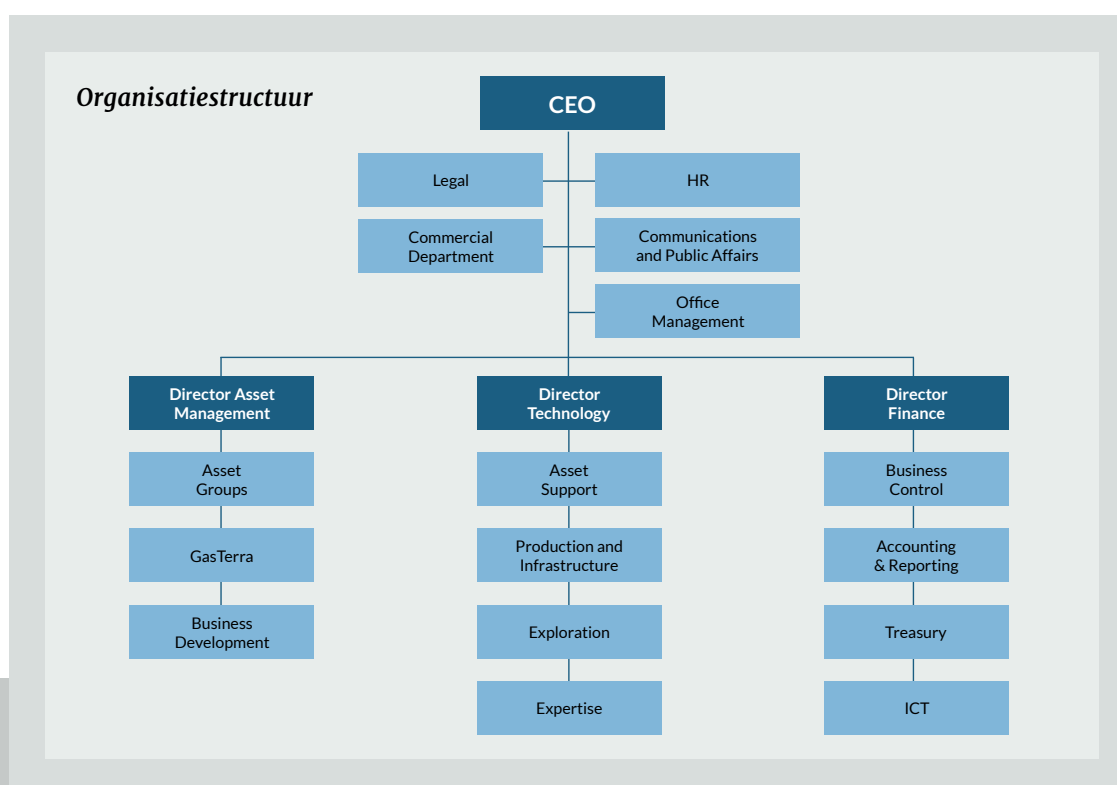 Organisatiestructuur
CEO
Legal
HR
Commercial
Department
Communications
and Public Affairs
Office
Management
Director Asset
Management
Director
Technology
Director
Finance
Asset
Groups
Asset
Support
Business
Control
GasTerra
Production and
Infrastructure
Accounting
& Reporting
Business
Development
Exploration
Treasury
Expertise
ICT